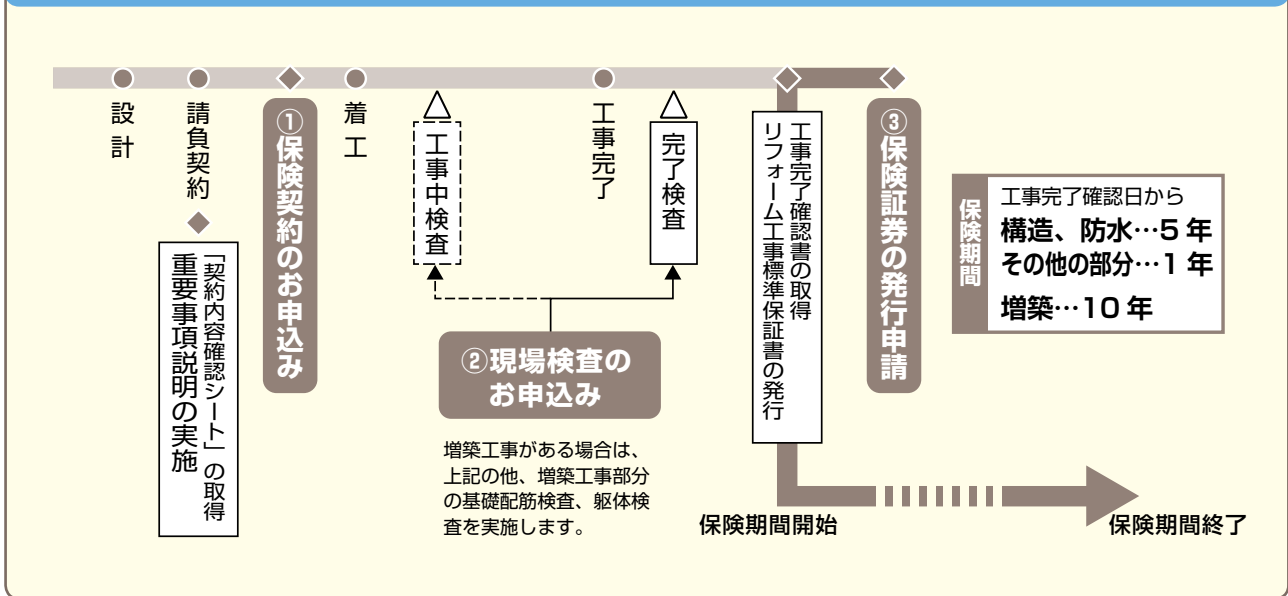 設計
請負契約
「契約内容確認シート」の取得
重要事項説明の実施
①保険契約のお申込み
着工
工事中検査
②現場検査の
お申込み
増築工事がある場合は、
上記の他、増築工事部分
の基礎配筋検査、躯体検
査を実施します。
工事完了
完了検査
工事完了確認書の取得
リフォーム工事標準保証書の発行
③保険証券の発行申請
保険期間
工事完了確認日から
構造、防水…5年
その他の部分…1年
増築…10年
保険期間開始
保険期間終了